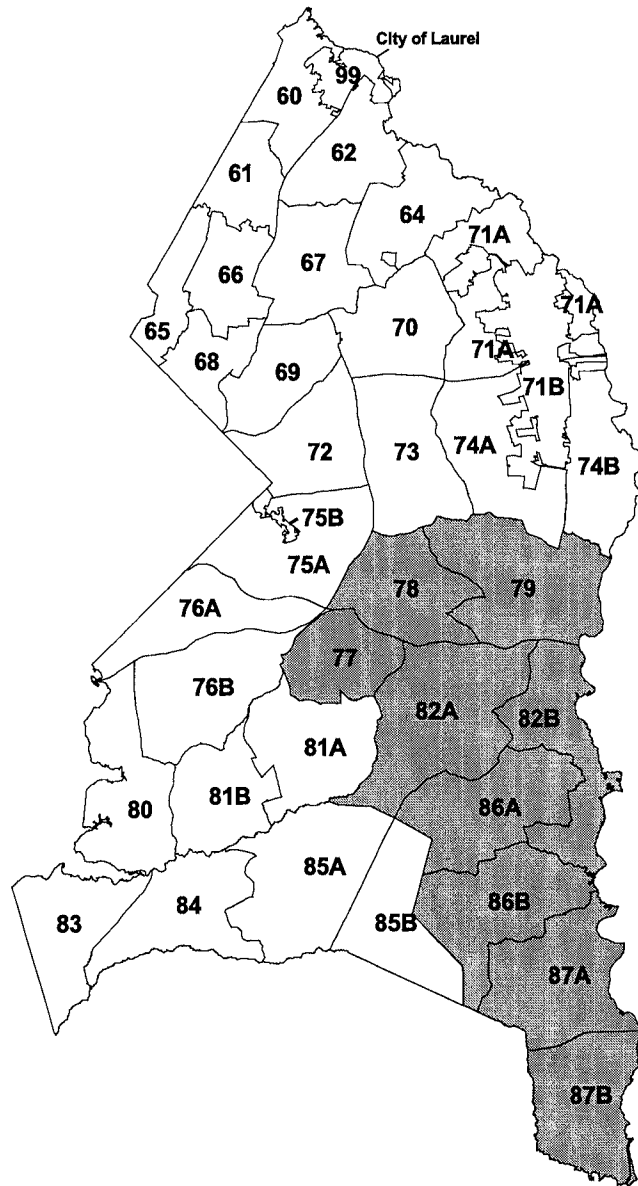 City of Laurel
99
60
62
61
64
71A
66
67
71A
65
70
68
71A
69
71B
72
73
74A
74B
75B
75A
78
79
76A
77
76B
82A
82B
81A
81B
80
86A
85A
86B
84
85B
83
87A
87B